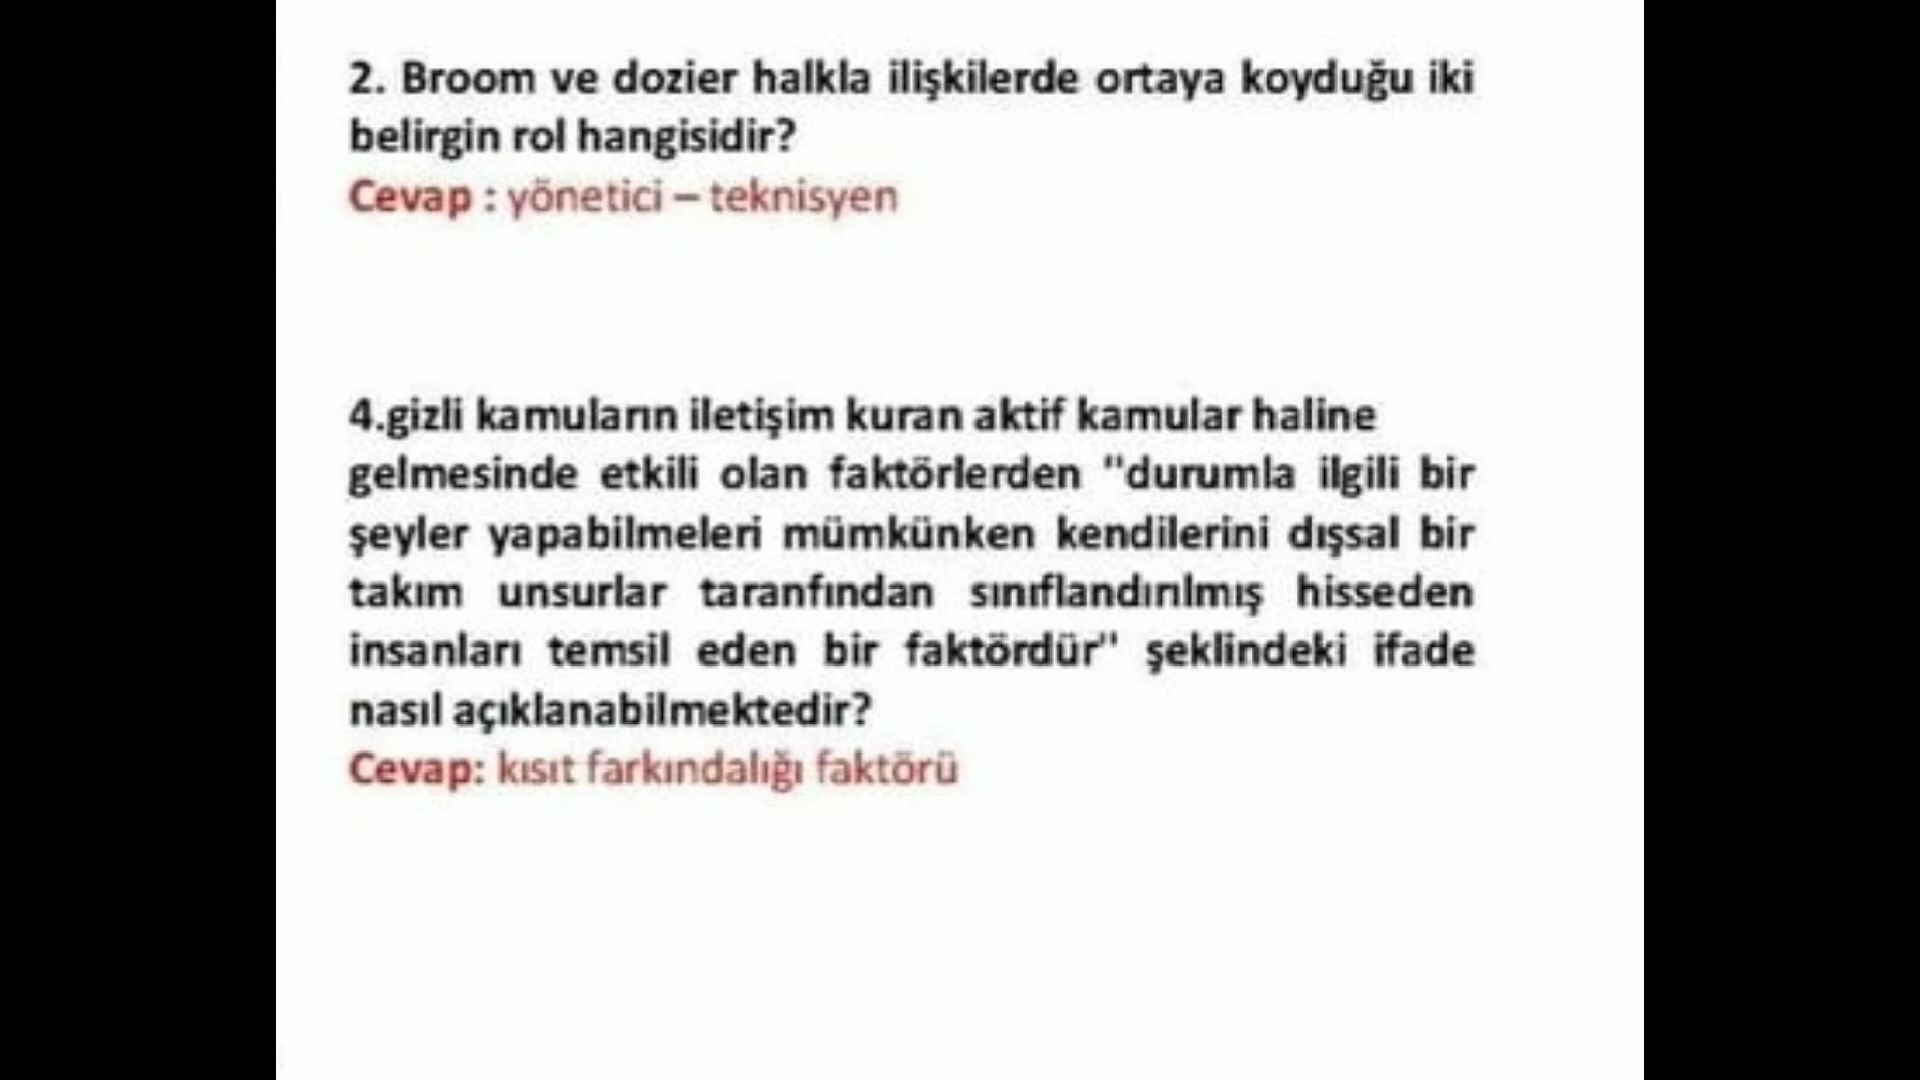 2. Broom ve dozier halkla ilişkilerde ortaya koyduğu iki
belirgin rol hangisidir?
Cevap : yönetici – teknisyen
4.gizli kamuların iletişim kuran aktif kamular haline
gelmesinde etkili olan faktörlerden "durumla ilgili bir
şeyler yapabilmeleri mümkünken kendilerini dışsal bir
takım unsurlar taranfından sınıflandırılmış hisseden
insanları temsil eden bir faktördür" şeklindeki ifade
nasıl açıklanabilmektedir?
Cevap: kısıt farkındalığı faktörü